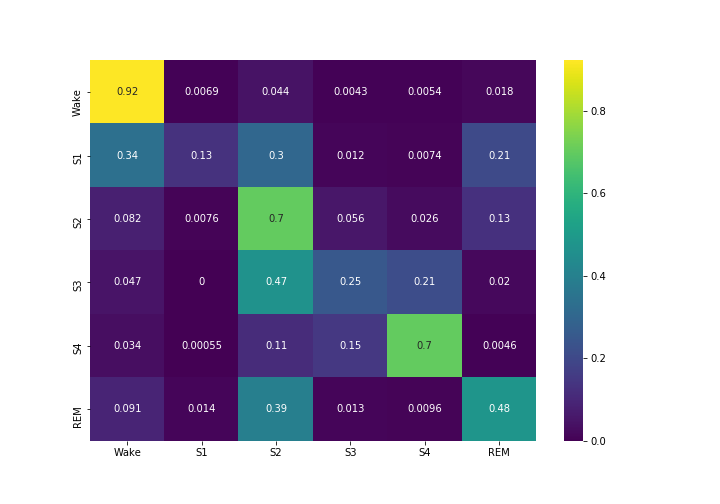 Wake 0.92 0.0069 0.044 0.0043 0.0054 0.018
S1 0.34 0.13 0.3 0.012 0.0074 0.21
S2 0.082 0.0076 0.7 0.056 0.026 0.13
S3 0.047 0 0.47 0.25 0.21 0.02
S4 0.034 0.00055 0.11 0.15 0.7 0.0046
REM 0.091 0.014 0.39 0.013 0.0096 0.48
Wake S1 S2 S3 S4 REM
0.8
0.6
0.4
0.2
0.0